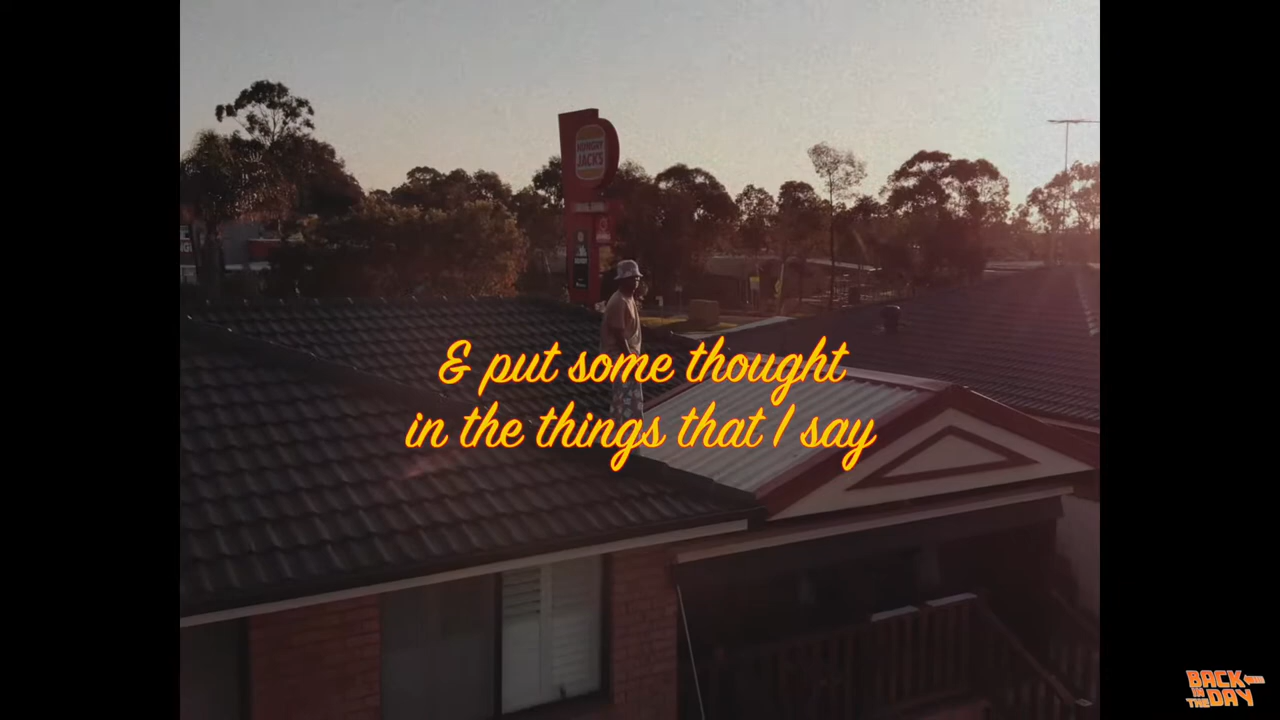 HUNGRY
JACK'S
& put some thought
in the things that I say
BACK
IN
THE DAY